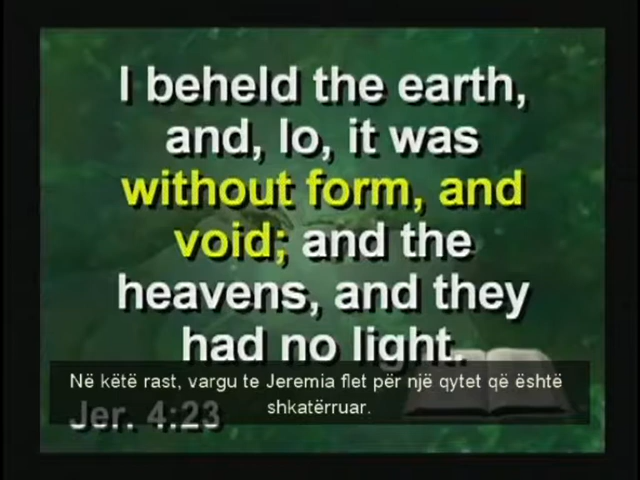 I beheld the earth,
and, lo, it was
without form, and
void; and the
heavens, and they
had no light.
Në këtë rast, vargu te Jeremia flet për një qytet që është
shkatërruar.
Jer. 4:23